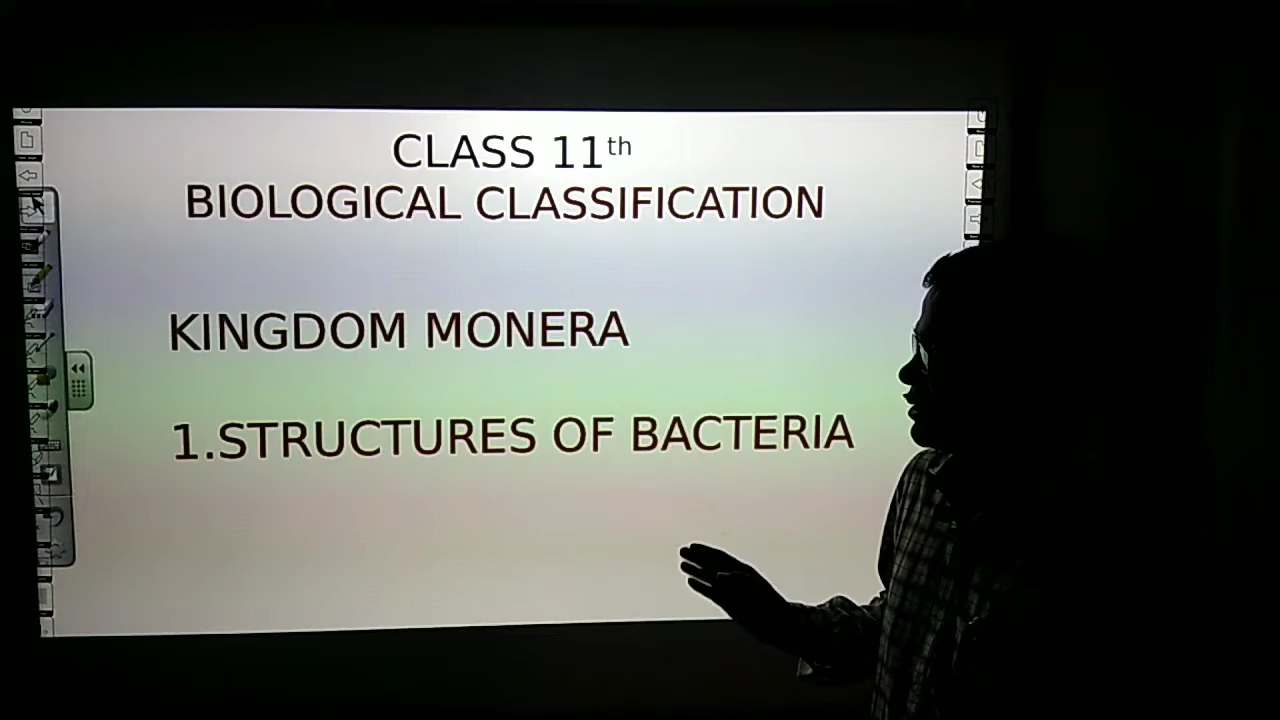 CLASS 11th
BIOLOGICAL CLASSIFICATION
KINGDOM MONERA
1.STRUCTURES OF BACTERIA